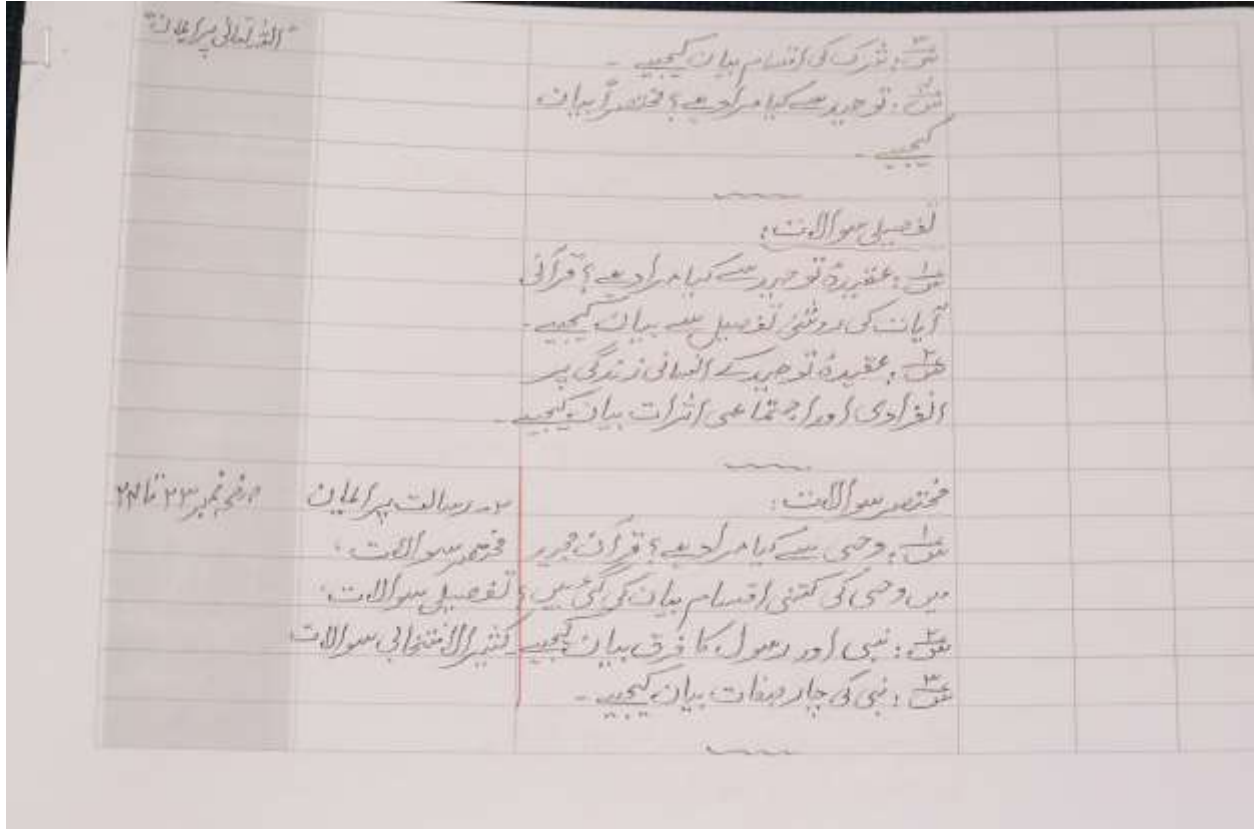 س۳: شرک کی اقسام بیان کیجیے۔
س۴: توحید سے کیا مراد ہے؟ مختصراً بیان
کیجیے۔
تفصیلی سوالات:
س۱: عقیدۂ توحید سے کیا مراد ہے؟ قرآنی
آیات کی روشنی تفصیل سے بیان کیجیے۔
س۲: عقیدۂ توحید کے انسانی زندگی پر
انفرادی اور اجتماعی اثرات بیان کیجیے۔
مختصر سوالات:
س۱: وحی سے کیا مراد ہے؟ قرآن مجید
میں وحی کی کتنی اقسام بیان کی گئی ہیں؟
س۲: نبی اور رسول کا فرق بیان کیجیے
س۳: نبی کی چار صفات بیان کیجیے۔
۲۔ رسالت پر ایمان
مختصر سوالات:
تفصیلی سوالات:
کثیر الانتخابی سوالات
"اللہ تعالیٰ پر ایمان"
صفحہ نمبر ۲۳ تا